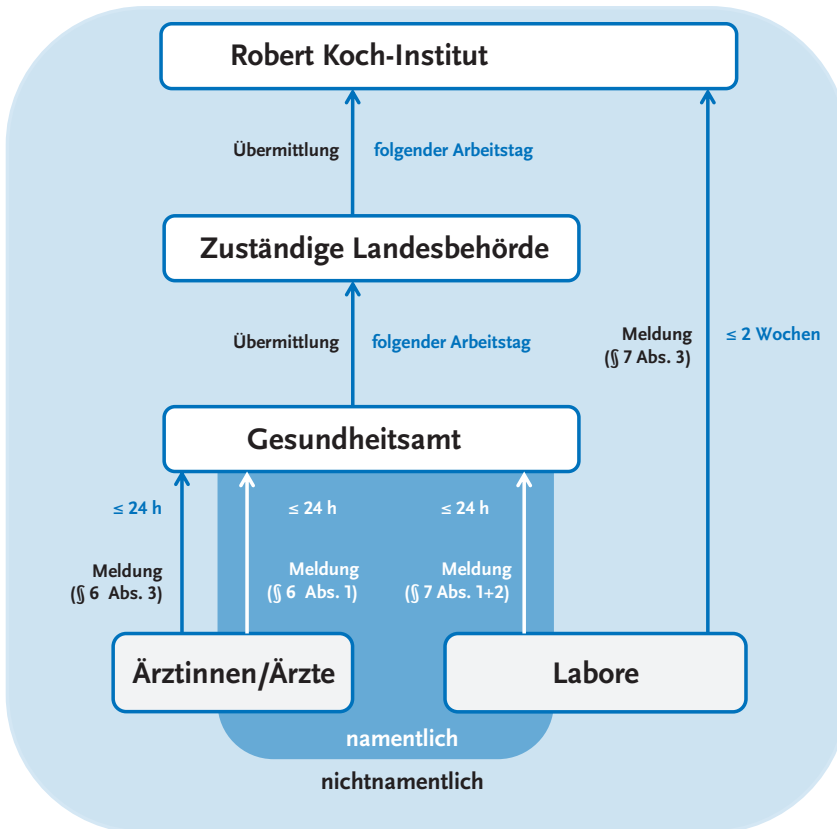 Robert Koch-Institut
Übermittlung
folgender Arbeitstag
Zuständige Landesbehörde
Übermittlung
folgender Arbeitstag
Meldung
(§ 7 Abs. 3)
≤ 2 Wochen
Gesundheitsamt
≤ 24 h
≤ 24 h
≤ 24 h
Meldung
(§ 6 Abs. 3)
Meldung
(§ 6 Abs. 1)
Meldung
(§ 7 Abs. 1+2)
Ärztinnen/Ärzte
Labore
namentlich
nichtnamentlich